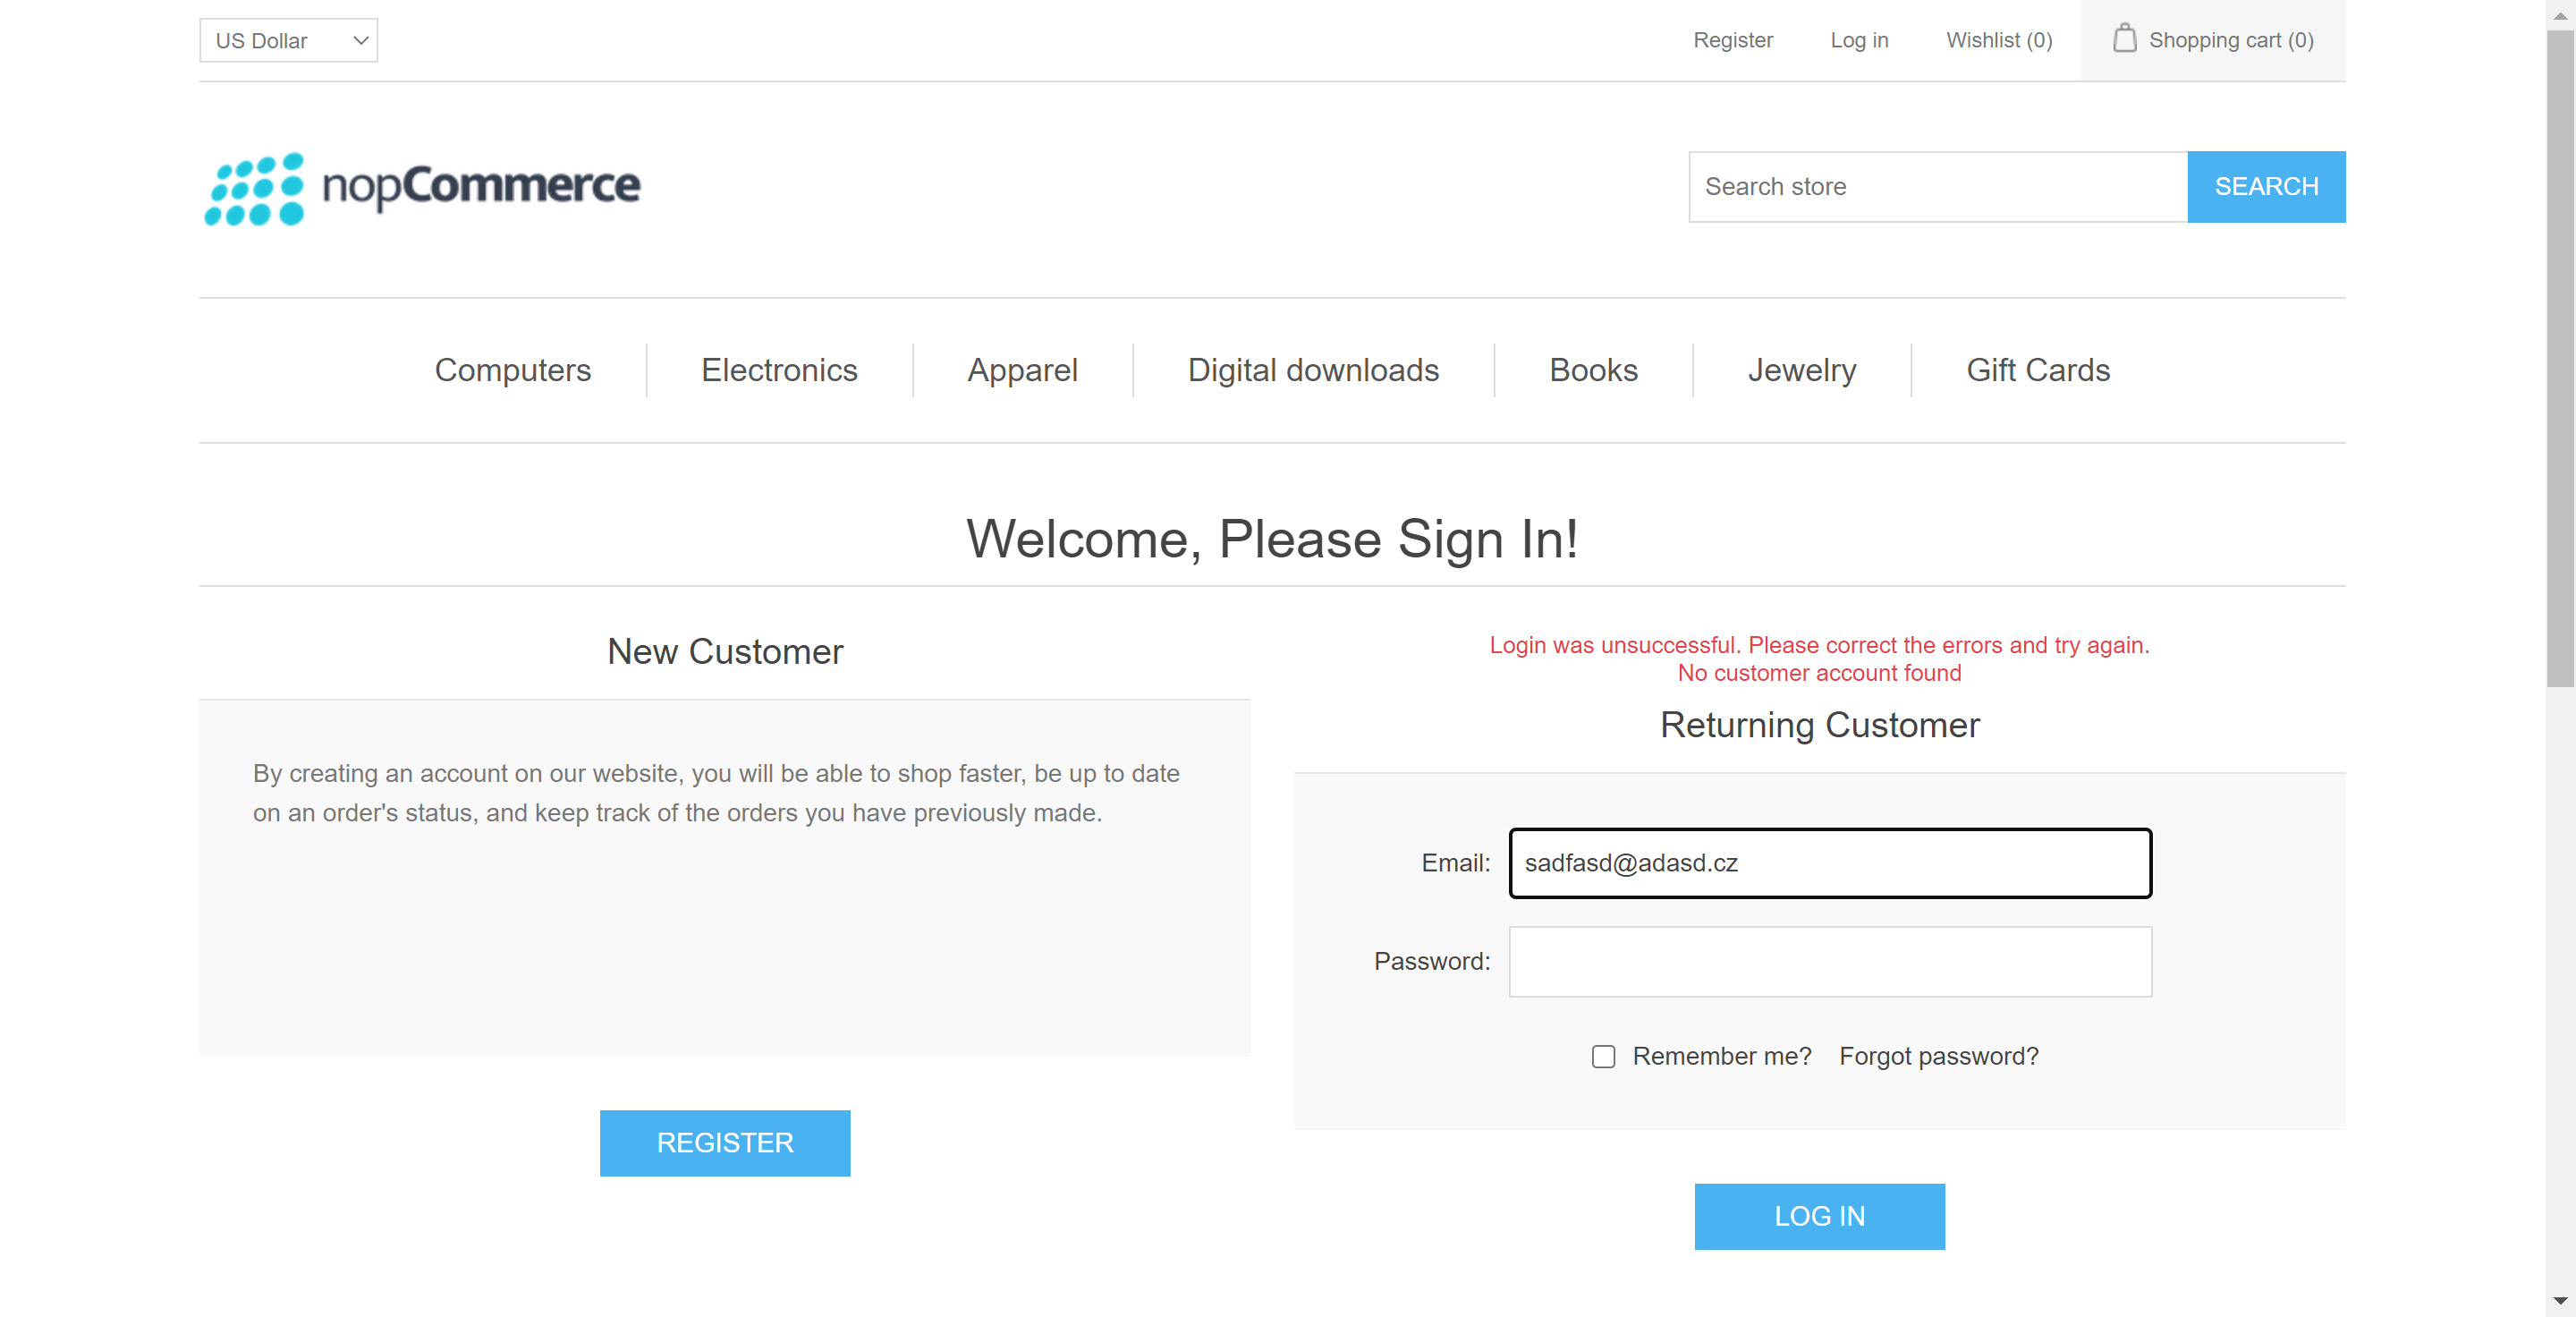 US Dollar
Register
Log in
Wishlist (0)
Shopping cart (0)
nopCommerce
Search store
SEARCH
Computers
Electronics
Apparel
Digital downloads
Books
Jewelry
Gift Cards
Welcome, Please Sign In!
New Customer
By creating an account on our website, you will be able to shop faster, be up to date
on an order's status, and keep track of the orders you have previously made.
REGISTER
Login was unsuccessful. Please correct the errors and try again.
No customer account found
Returning Customer
Email:
sadfasd@adasd.cz
Password:
Remember me?
Forgot password?
LOG IN